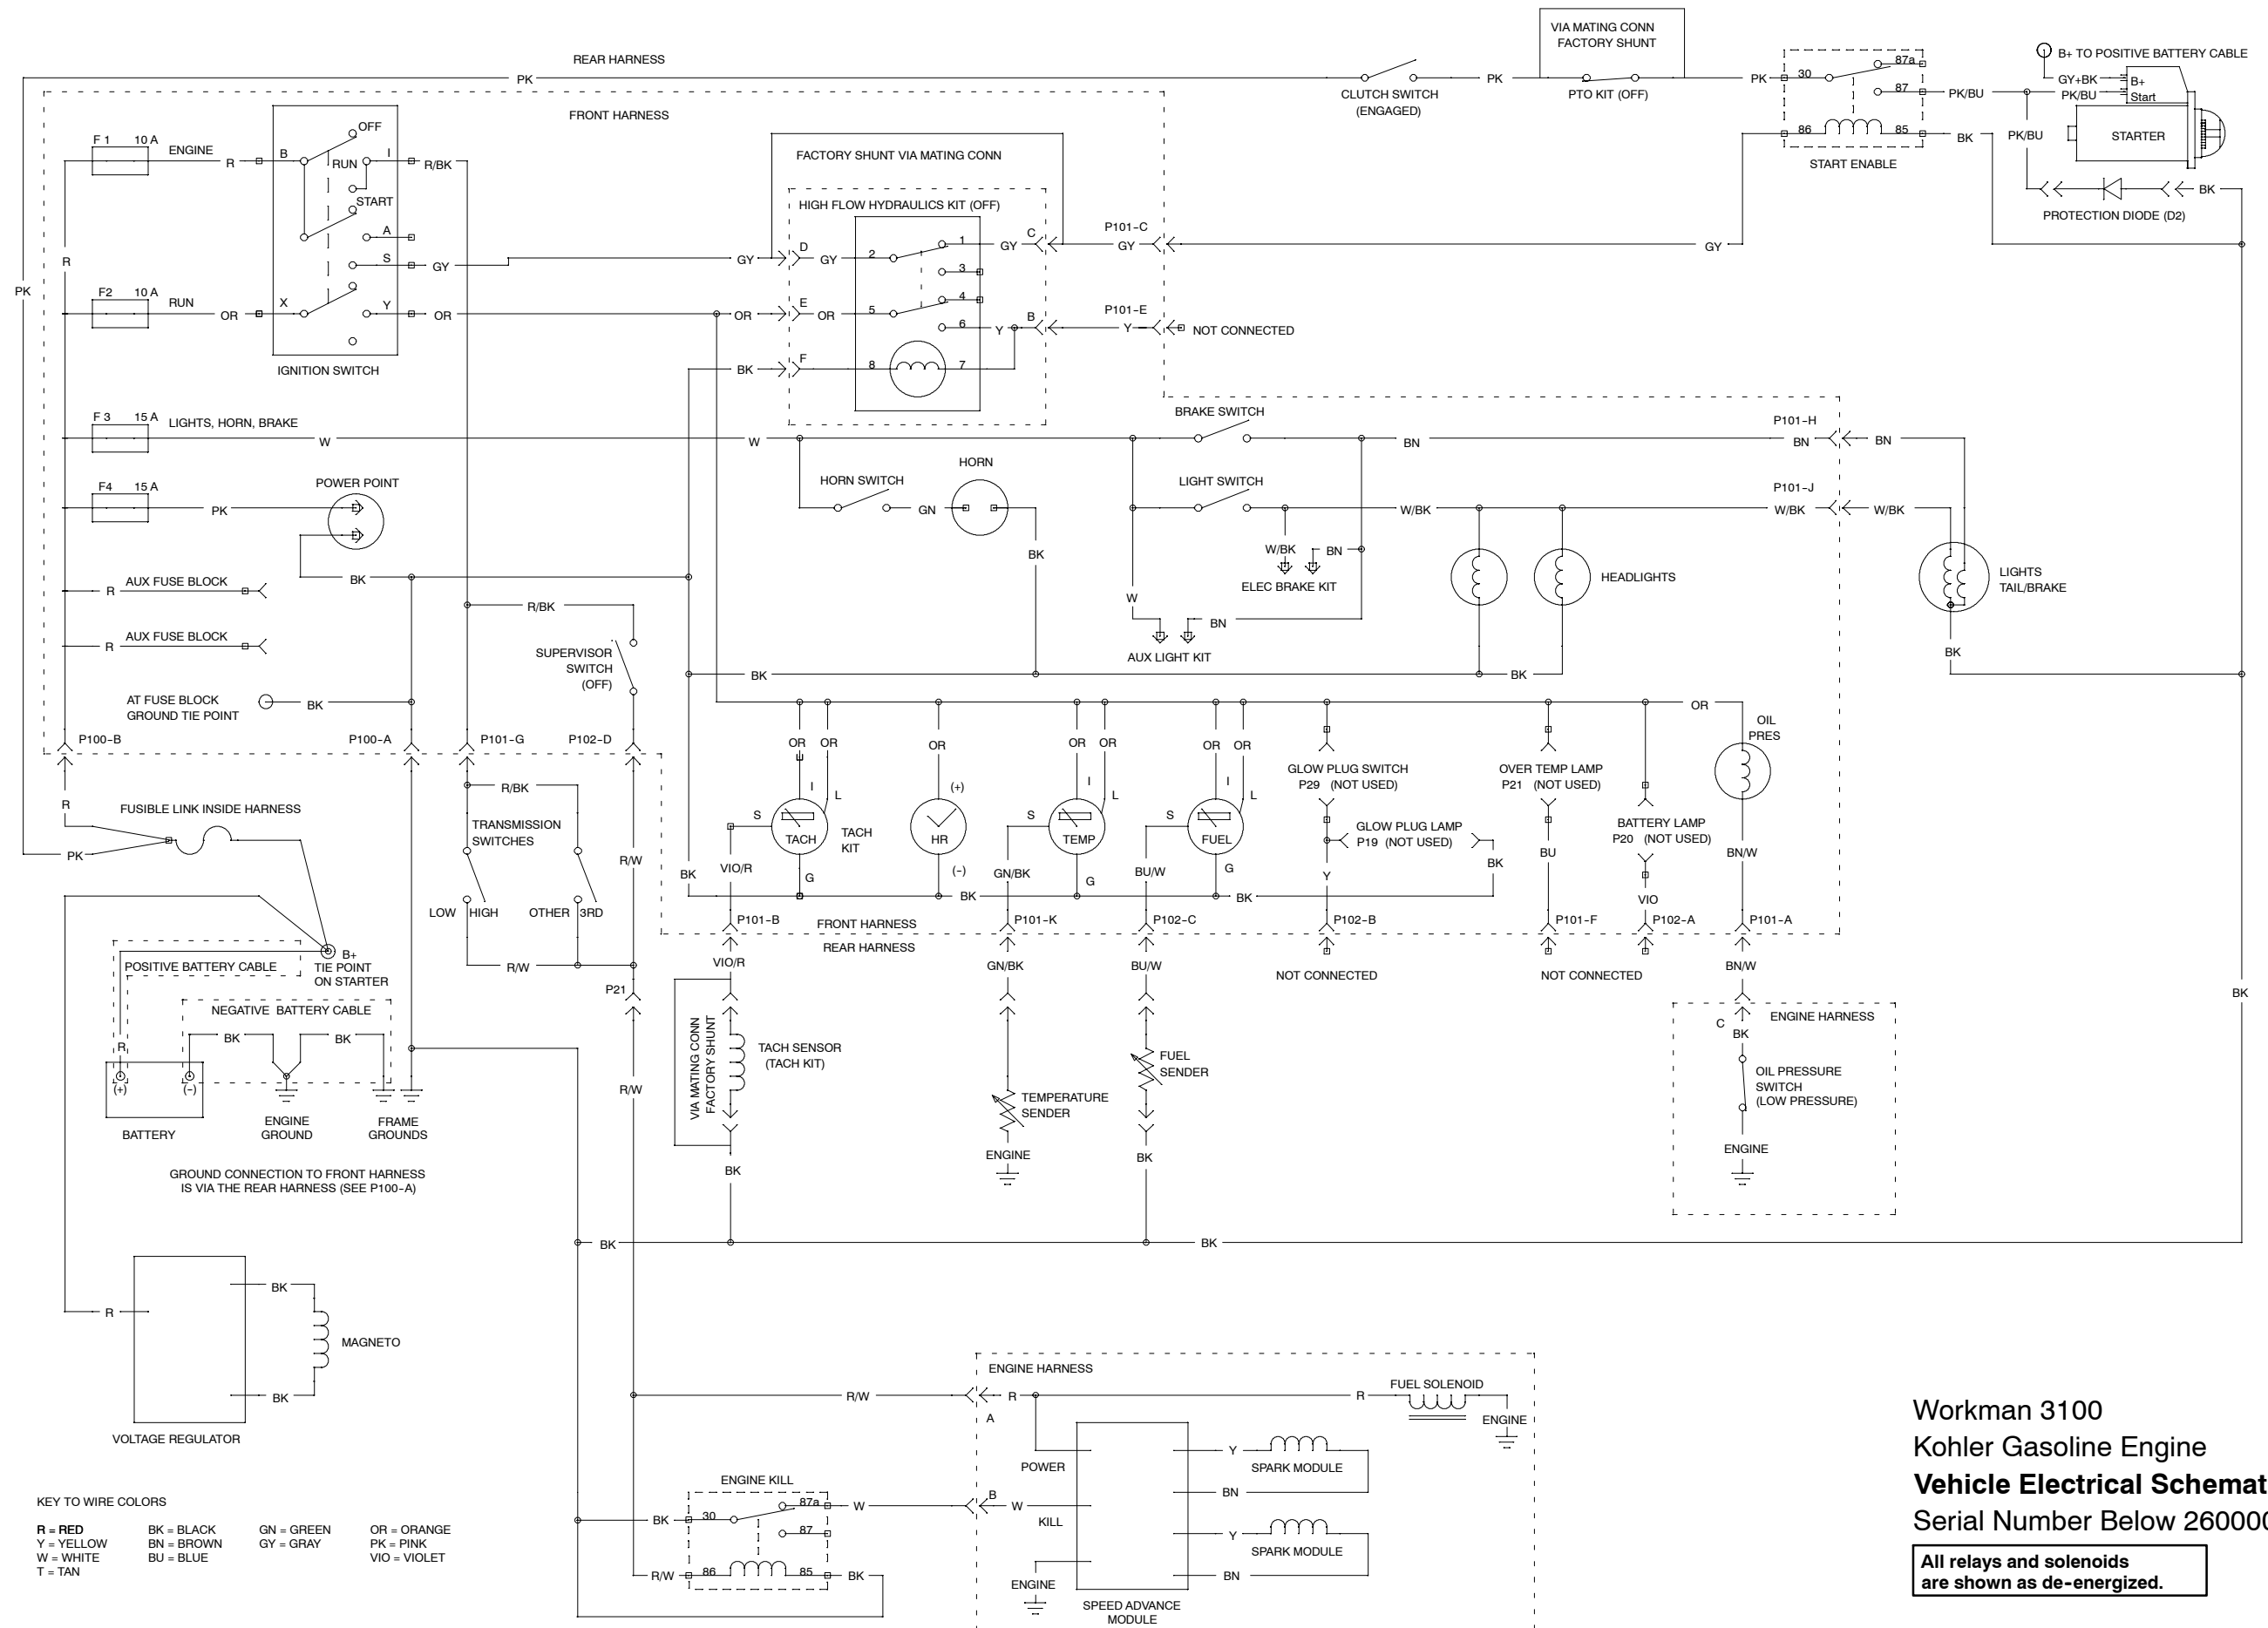 VIA MATING CONN
FACTORY SHUNT
REAR HARNESS
PK
CLUTCH SWITCH
(ENGAGED)
PK
PTO KIT (OFF)
PK
30
87a
87
86
85
START ENABLE
PK/BU
BK
B+ TO POSITIVE BATTERY CABLE
GY+BK
PK/BU
B+
Start
STARTER
PK/BU
BK
PROTECTION DIODE (D2)
FRONT HARNESS
F 1 10 A
ENGINE
R
B
OFF
RUN
I
START
A
S
X
Y
R/BK
GY
OR
IGNITION SWITCH
R
PK
F2 10 A
RUN
OR
FACTORY SHUNT VIA MATING CONN
HIGH FLOW HYDRAULICS KIT (OFF)
GY
D
GY
2
1
GY
C
P101-C
GY
GY
3
4
OR
E
OR
5
6
Y
B
P101-E
Y
NOT CONNECTED
BK
F
8
7
F 3 15 A
LIGHTS, HORN, BRAKE
W
W
BRAKE SWITCH
BN
P101-H
BN
BN
F4 15 A
PK
POWER POINT
BK
HORN SWITCH
GN
HORN
BK
LIGHT SWITCH
W/BK
P101-J
W/BK
W/BK
W/BK
BN
ELEC BRAKE KIT
HEADLIGHTS
LIGHTS
TAIL/BRAKE
W
BN
AUX LIGHT KIT
BK
R
AUX FUSE BLOCK
R
AUX FUSE BLOCK
R/BK
SUPERVISOR
SWITCH
(OFF)
BK
BK
AT FUSE BLOCK
GROUND TIE POINT
BK
P100-B
P100-A
P101-G
P102-D
OR
OIL
PRES
OR
OR
OR
OR
OR
OR
OR
I
L
S
TACH
G
TACH
KIT
(+)
HR
(-)
I
L
TEMP
S
G
I
L
S
FUEL
G
GLOW PLUG SWITCH
P29 (NOT USED)
GLOW PLUG LAMP
P19 (NOT USED)
Y
BK
OVER TEMP LAMP
P21 (NOT USED)
BU
BATTERY LAMP
P20 (NOT USED)
VIO
BN/W
R
FUSIBLE LINK INSIDE HARNESS
PK
R/BK
TRANSMISSION
SWITCHES
LOW
HIGH
OTHER
3RD
R/W
R/W
BK
VIO/R
GN/BK
BU/W
BK
BK
P101-B
P101-K
P102-C
P102-B
P101-F
P102-A
P101-A
FRONT HARNESS
REAR HARNESS
VIO/R
GN/BK
BU/W
NOT CONNECTED
NOT CONNECTED
BN/W
B+
TIE POINT
ON STARTER
POSITIVE BATTERY CABLE
NEGATIVE BATTERY CABLE
R
BK
BK
(+)
(-)
BATTERY
ENGINE
GROUND
FRAME
GROUNDS
P21
R/W
VIA MATING CONN
FACTORY SHUNT
TACH SENSOR
(TACH KIT)
BK
TEMPERATURE
SENDER
ENGINE
FUEL
SENDER
BK
ENGINE HARNESS
C
BK
OIL PRESSURE
SWITCH
(LOW PRESSURE)
ENGINE
BK
GROUND CONNECTION TO FRONT HARNESS
IS VIA THE REAR HARNESS (SEE P100-A)
BK
BK
R
BK
BK
MAGNETO
VOLTAGE REGULATOR
ENGINE HARNESS
R/W
A
R
R
FUEL SOLENOID
ENGINE
POWER
KILL
ENGINE
SPEED ADVANCE
MODULE
Y
SPARK MODULE
BN
Y
SPARK MODULE
BN
ENGINE KILL
BK
30
87a
87
86
85
W
B
W
R/W
BK
KEY TO WIRE COLORS
R = RED BK = BLACK GN = GREEN OR = ORANGE
Y = YELLOW BN = BROWN GY = GRAY PK = PINK
W = WHITE BU = BLUE VIO = VIOLET
T = TAN
Workman 3100
Kohler Gasoline Engine
Vehicle Electrical Schemat
Serial Number Below 260000
All relays and solenoids
are shown as de-energized.